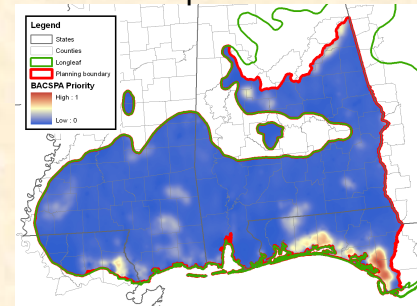 Legend
States
Counties
Longleaf
Planning boundary
BACSPA Priority
High : 1
Low : 0